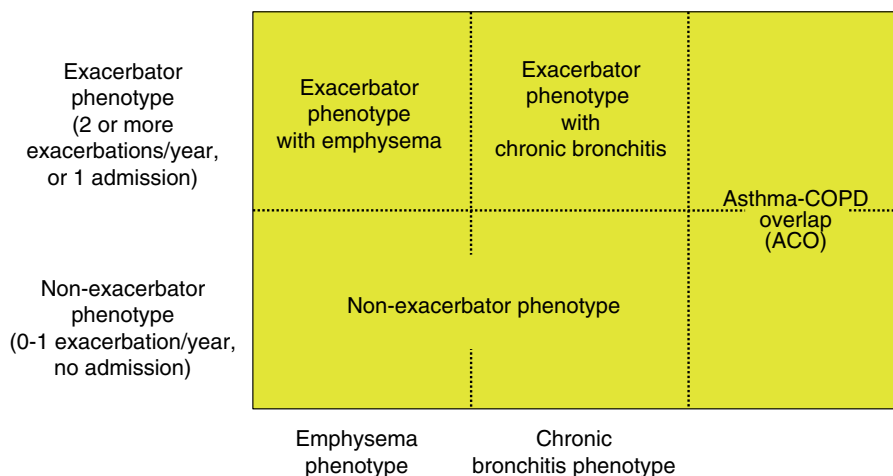 Exacerbator
phenotype
(2 or more
exacerbations/year,
or 1 admission)
Exacerbator
phenotype
with emphysema
Exacerbator
phenotype
with
chronic bronchitis
Asthma-COPD
overlap
(ACO)
Non-exacerbator
phenotype
(0-1 exacerbation/year,
no admission)
Non-exacerbator phenotype
Emphysema
phenotype
Chronic
bronchitis phenotype